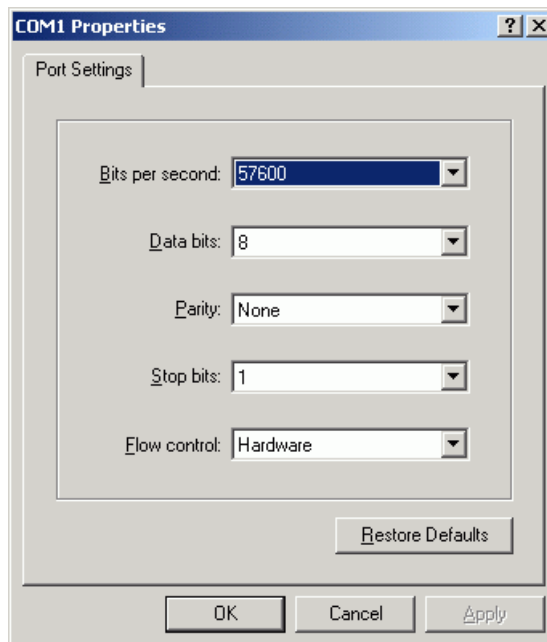 COM1 Properties
Port Settings
Bits per second: 57600
Data bits: 8
Parity: None
Stop bits: 1
Flow control: Hardware
Restore Defaults
OK Cancel Apply